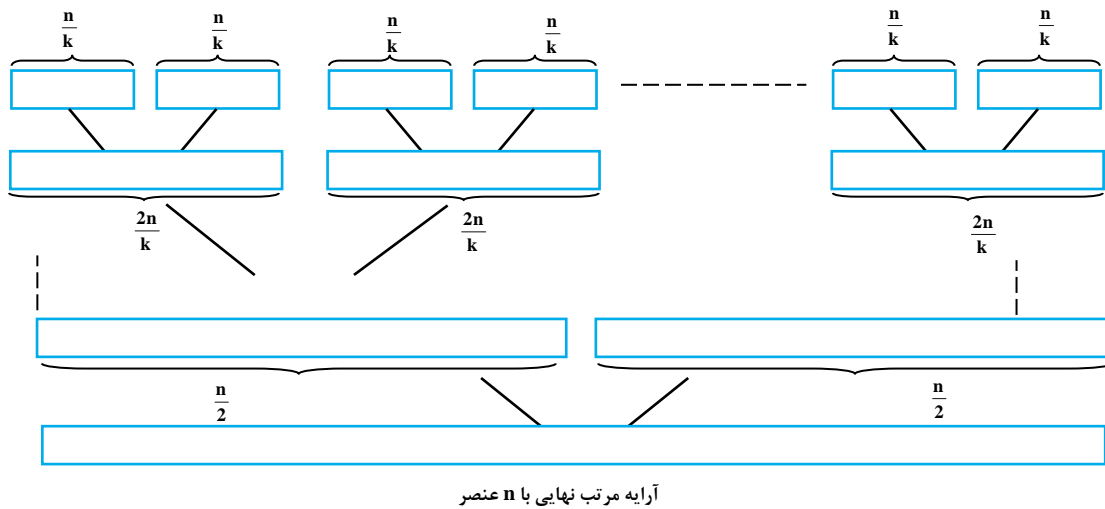 n/k n/k n/k n/k n/k n/k
2n/k 2n/k 2n/k
n/2 n/2
آرایه مرتب نهایی با n عنصر